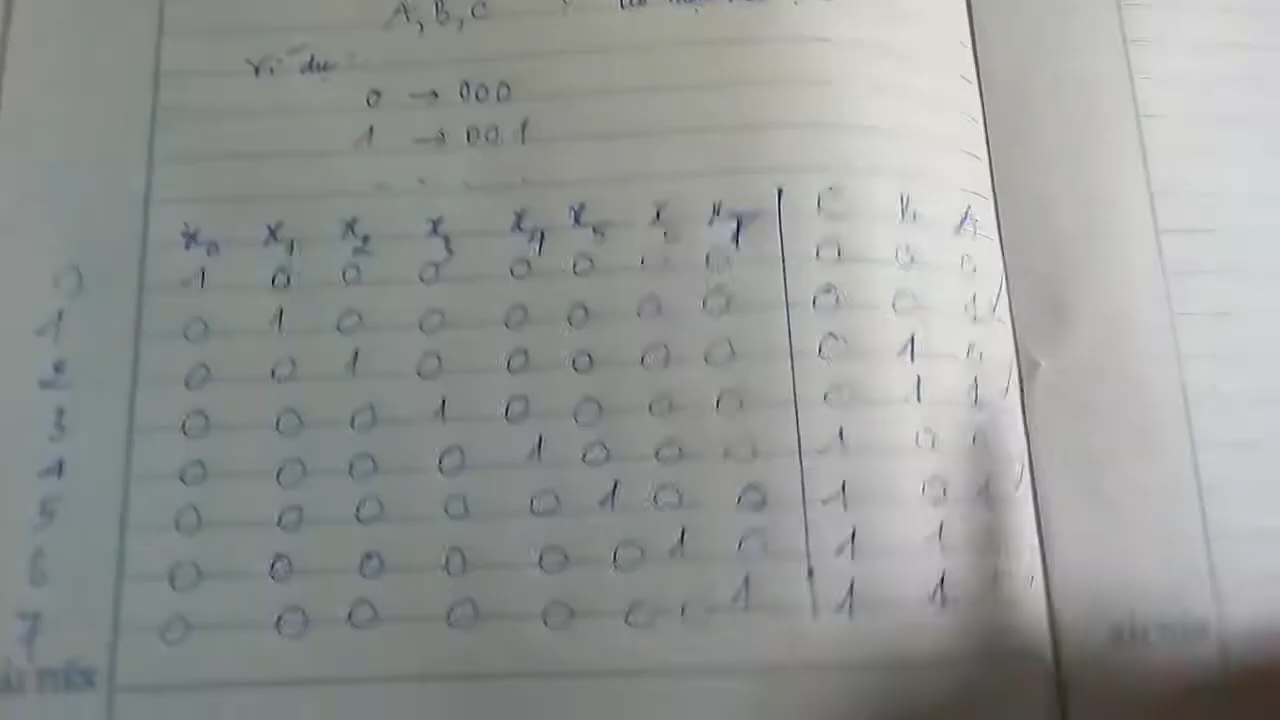 A, B, C
Ví dụ:
0 → 000
1 → 001
x0 x1 x2 x3 x4 x5 x7 C A
1 0 0 0 0 0 0 0 0
1 0 1 0 0 0 0 0 0 0 0 1
2 0 0 1 0 0 0 0 0 0 1
3 0 0 0 1 0 0 0 0 0 1 1
4 0 0 0 0 1 0 0 0 1 0 0
5 0 0 0 0 0 1 0 0 1 0 1
6 0 0 0 0 0 0 1 0 1 1
7 0 0 0 0 0 0 1 1 1